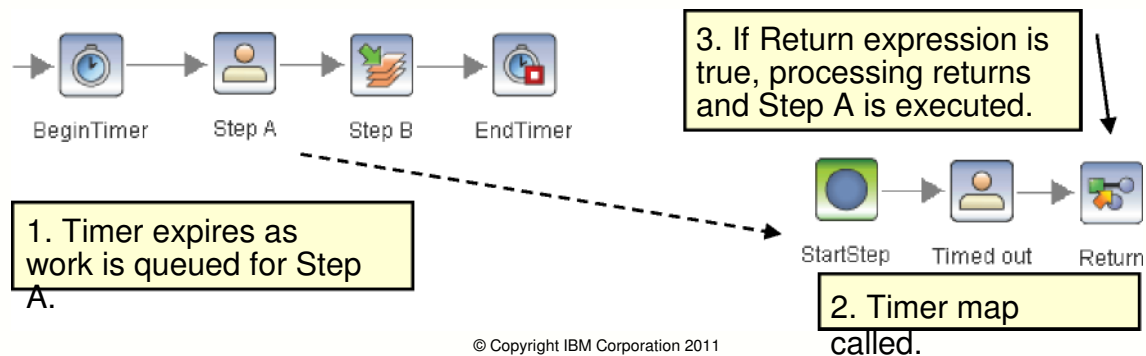 3. If Return expression is
true, processing returns
and Step A is executed.
BeginTimer
Step A
Step B
EndTimer
1. Timer expires as
work is queued for Step
A.
StartStep
Timed out
Return
2. Timer map
called.
© Copyright IBM Corporation 2011